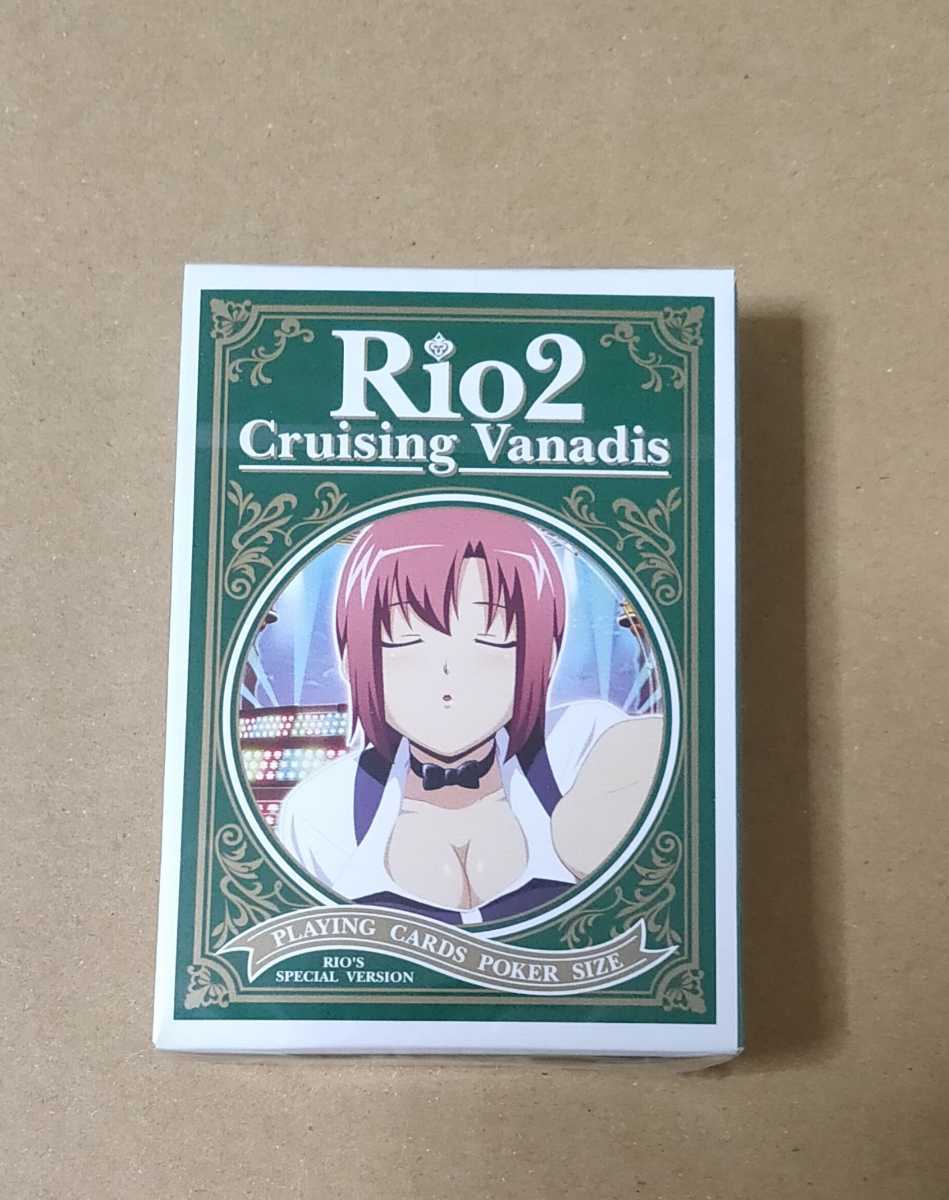 Rio2
Cruising Vanadis
PLAYING CARDS POKER SIZE
RIO'S
SPECIAL VERSION